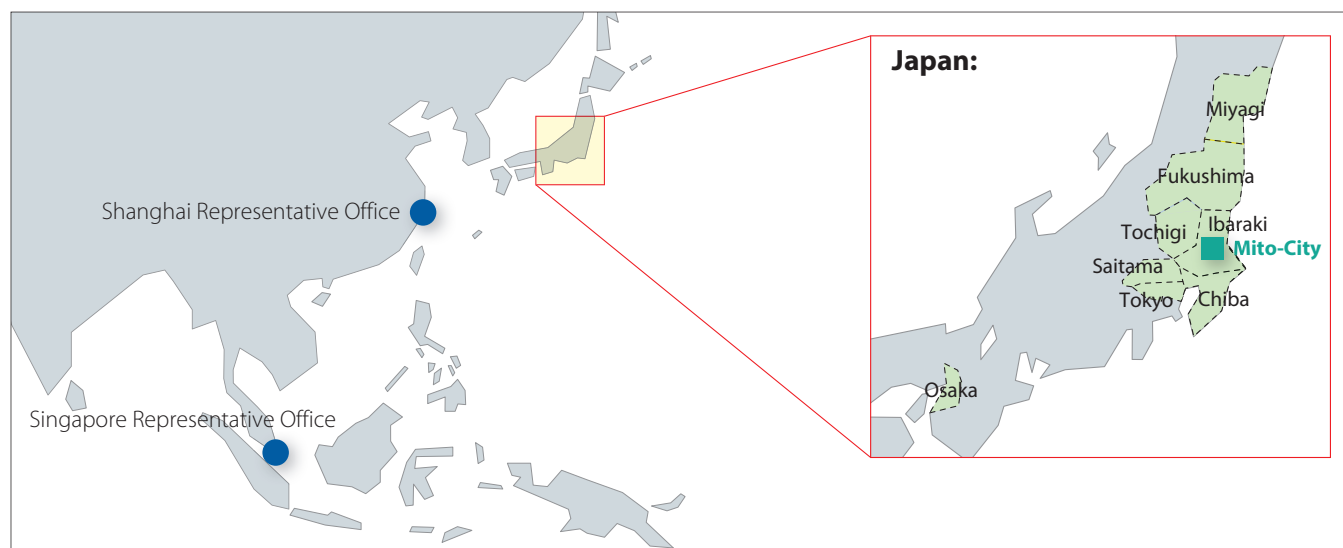 Shanghai Representative Office
Singapore Representative Office
Japan:
Miyagi
Fukushima
Ibaraki
Tochigi
Mito-City
Saitama
Tokyo
Chiba
Osaka